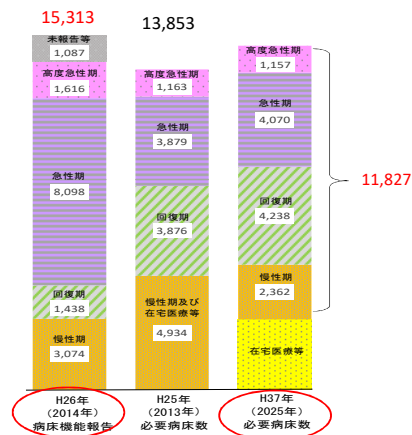 15,313
未報告等
1,087
高度急性期
1,616
急性期
8,098
回復期
1,438
慢性期
3,074
H26年
(2014年)
病床機能報告
13,853
高度急性期
1,163
急性期
3,879
回復期
3,876
慢性期及び
在宅医療等
4,934
H25年
(2013年)
必要病床数
高度急性期
1,157
急性期
4,070
回復期
4,238
慢性期
2,362
在宅医療等
H37年
(2025年)
必要病床数
11,827